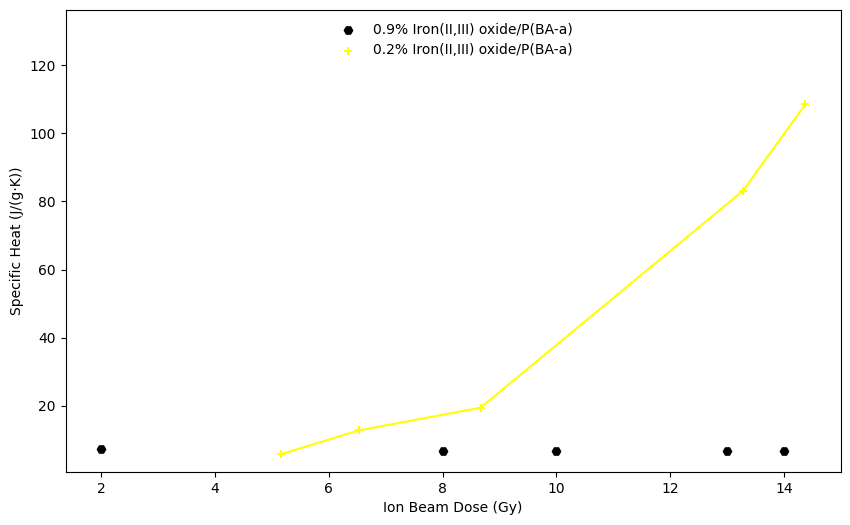 0.9% Iron(II,III) oxide/P(BA-a)
0.2% Iron(II,III) oxide/P(BA-a)
120
100
80
60
40
20
Specific Heat (J/(g·K))
2 4 6 8 10 12 14
Ion Beam Dose (Gy)